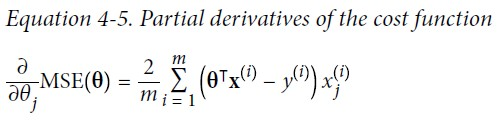 Equation 4-5. Partial derivatives of the cost function
∂/∂θⱼ MSE(θ) = 2/m ∑ᵢ₌₁ᵐ (θᵀx⁽ⁱ⁾ – y⁽ⁱ⁾) xⱼ⁽ⁱ⁾